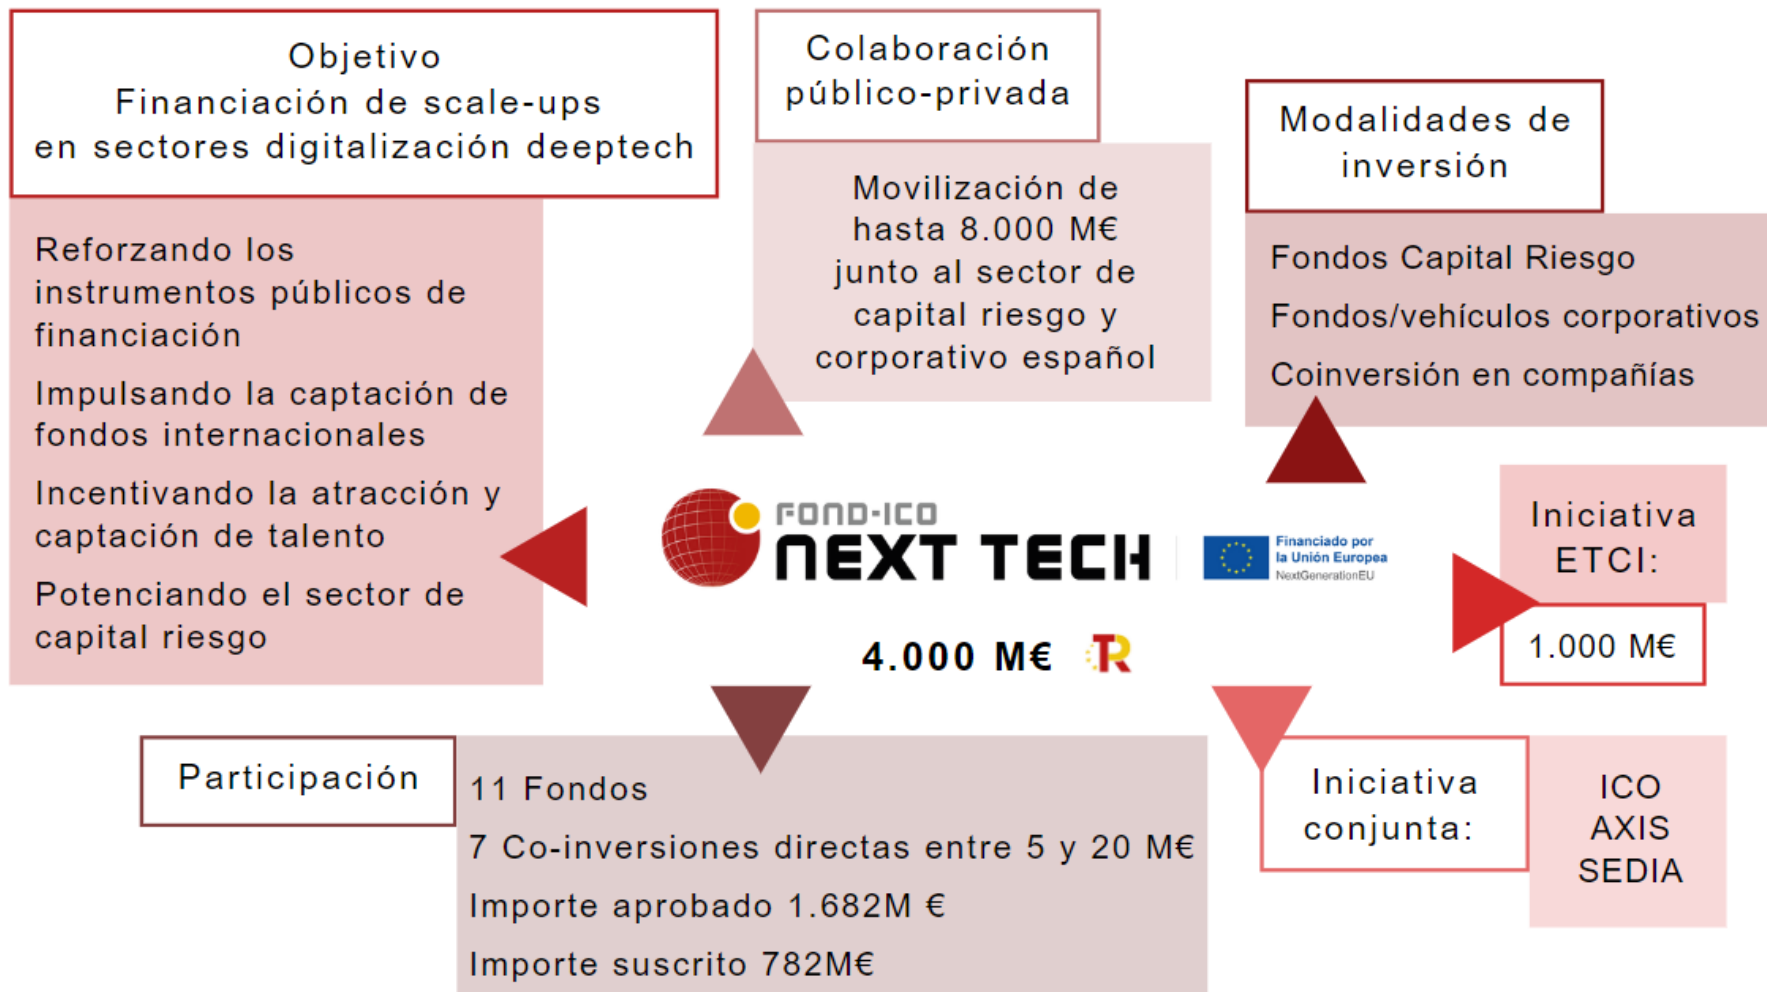 Objetivo
Financiación de scale-ups
en sectores digitalización deeptech
Reforzando los
instrumentos públicos de
financiación
Impulsando la captación de
fondos internacionales
Incentivando la atracción y
captación de talento
Potenciando el sector de
capital riesgo
Colaboración
público-privada
Movilización de
hasta 8.000 M€
junto al sector de
capital riesgo y
corporativo español
Modalidades de
inversión
Fondos Capital Riesgo
Fondos/vehículos corporativos
Coinversión en compañías
FOND-ICO
NEXT TECH
Financiado por
la Unión Europea
NextGenerationEU
4.000 M€
TR
Iniciativa
ETCI:
1.000 M€
Participación
11 Fondos
7 Co-inversiones directas entre 5 y 20 M€
Importe aprobado 1.682M €
Importe suscrito 782M€
Iniciativa
conjunta:
ICO
AXIS
SEDIA